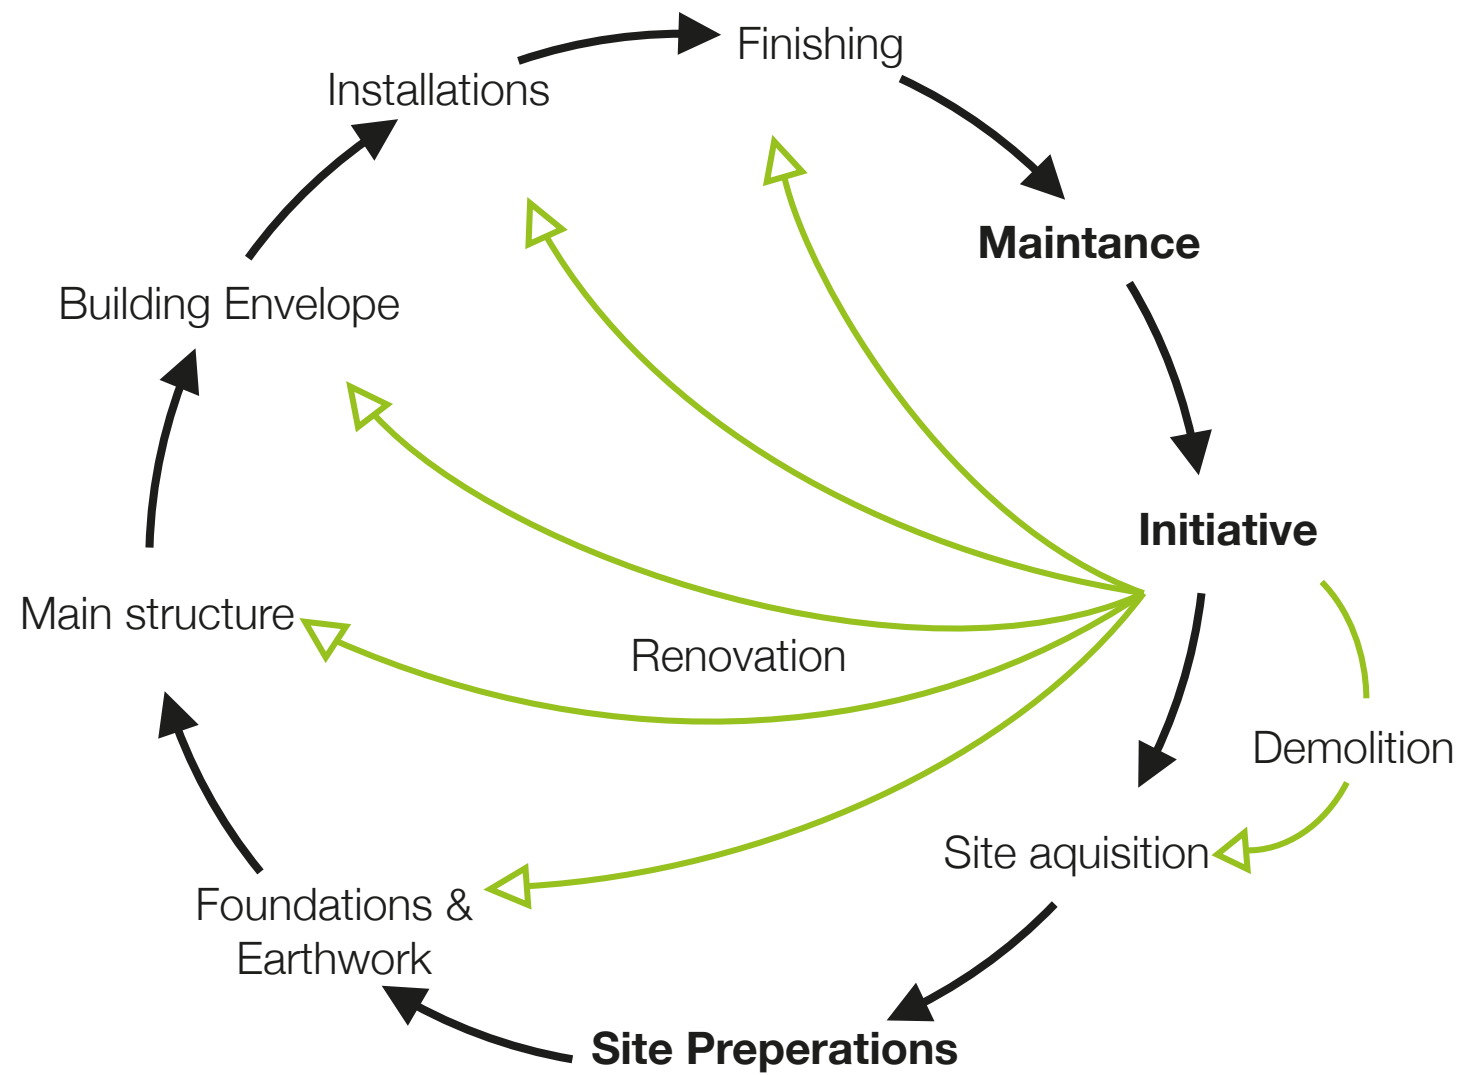 Finishing
Installations
Maintance
Building Envelope
Initiative
Main structure
Renovation
Demolition
Site aquisition
Foundations &
Earthwork
Site Preperations